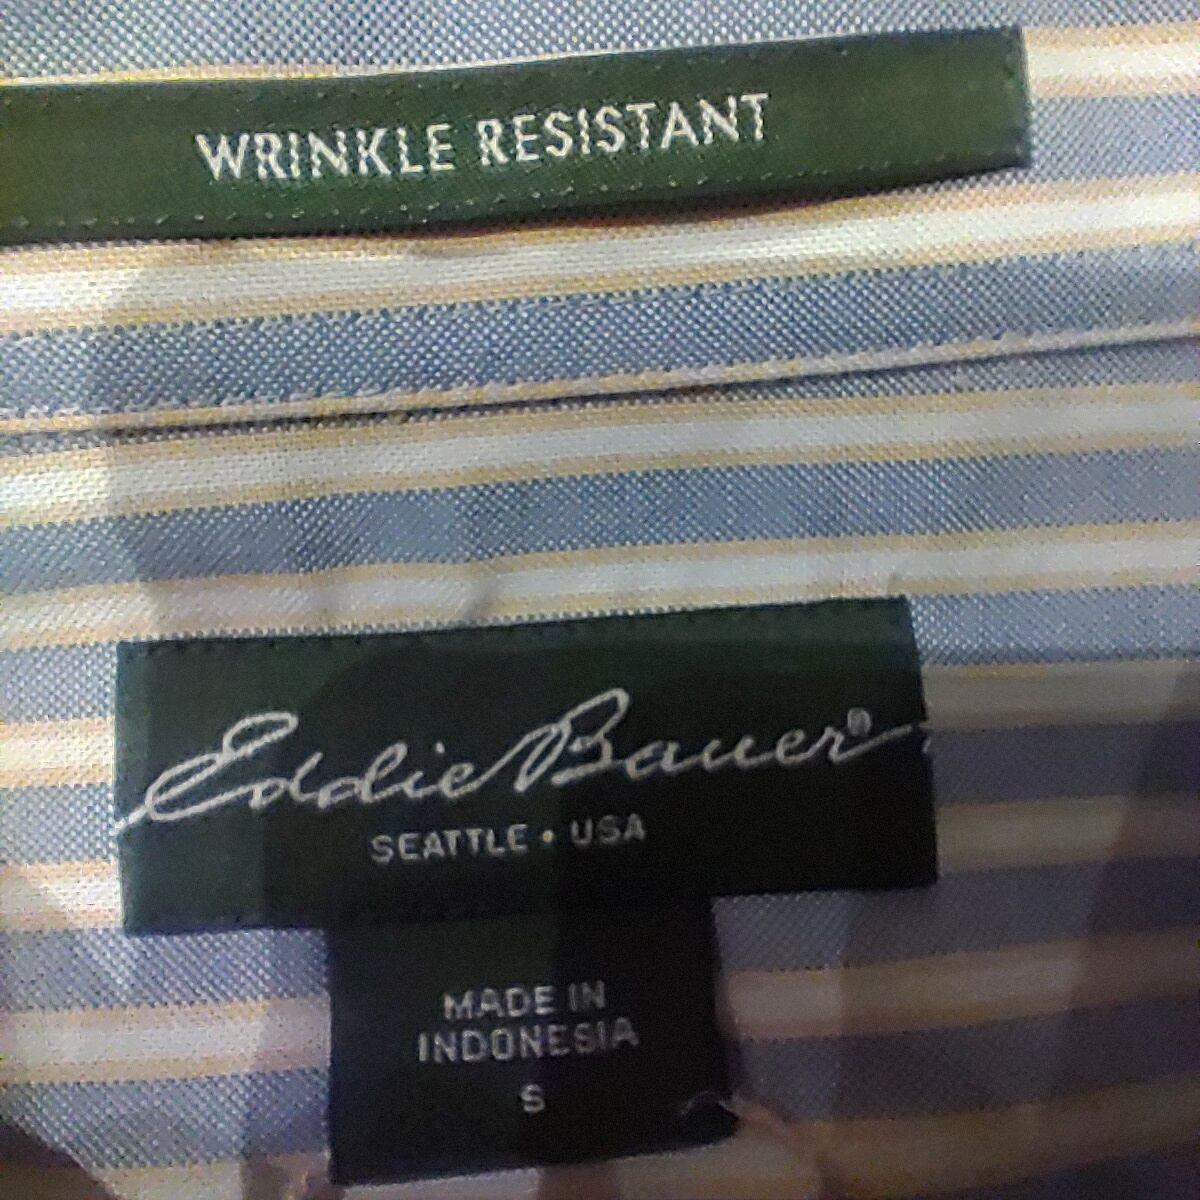 WRINKLE RESISTANT
Eddie Bauer®
SEATTLE • USA
MADE IN
INDONESIA
S